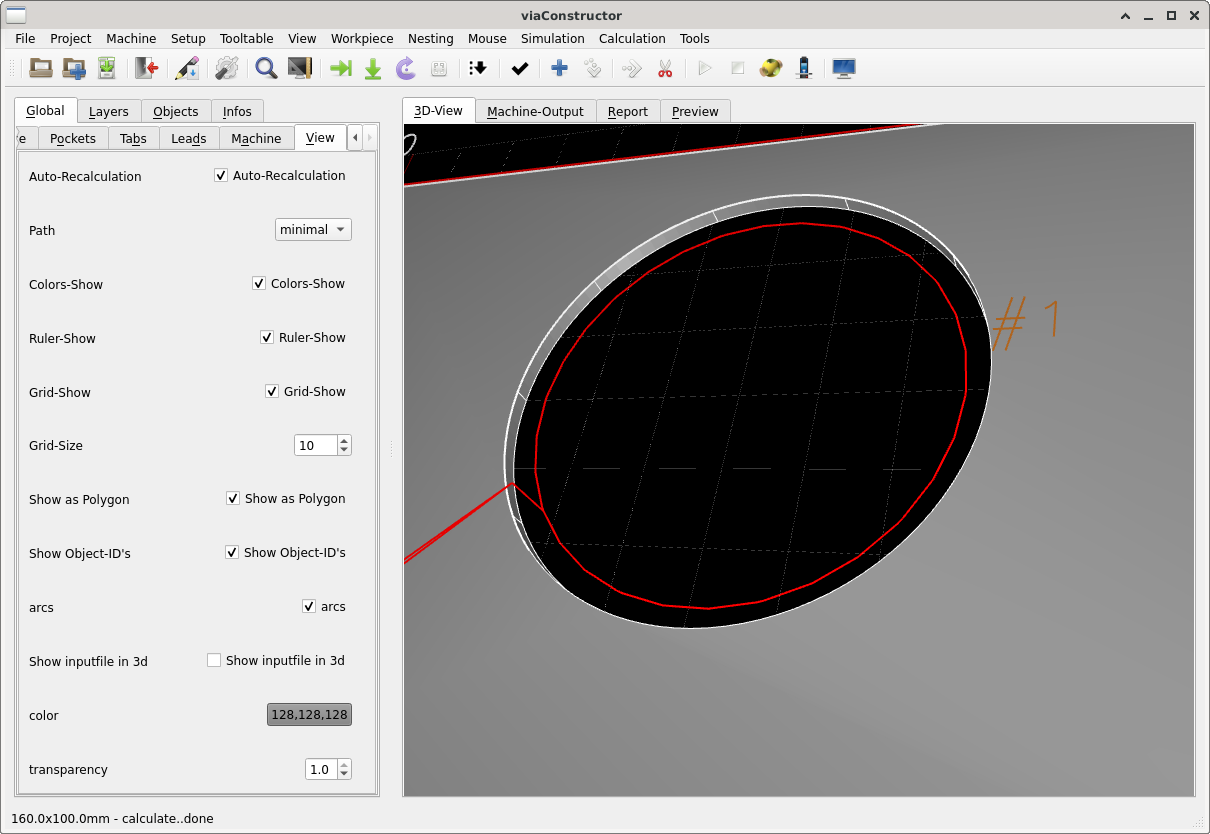 viaConstructor
File Project Machine Setup Tooltable View Workpiece Nesting Mouse Simulation Calculation Tools
Global Layers Objects Infos
3D-View Machine-Output Report Preview
e Pockets Tabs Leads Machine View
Auto-Recalculation Auto-Recalculation
Path minimal
Colors-Show Colors-Show
Ruler-Show Ruler-Show
Grid-Show Grid-Show
Grid-Size 10
Show as Polygon Show as Polygon
Show Object-ID's Show Object-ID's
arcs arcs
Show inputfile in 3d Show inputfile in 3d
color 128,128,128
transparency 1.0
# 1
160.0x100.0mm - calculate..done